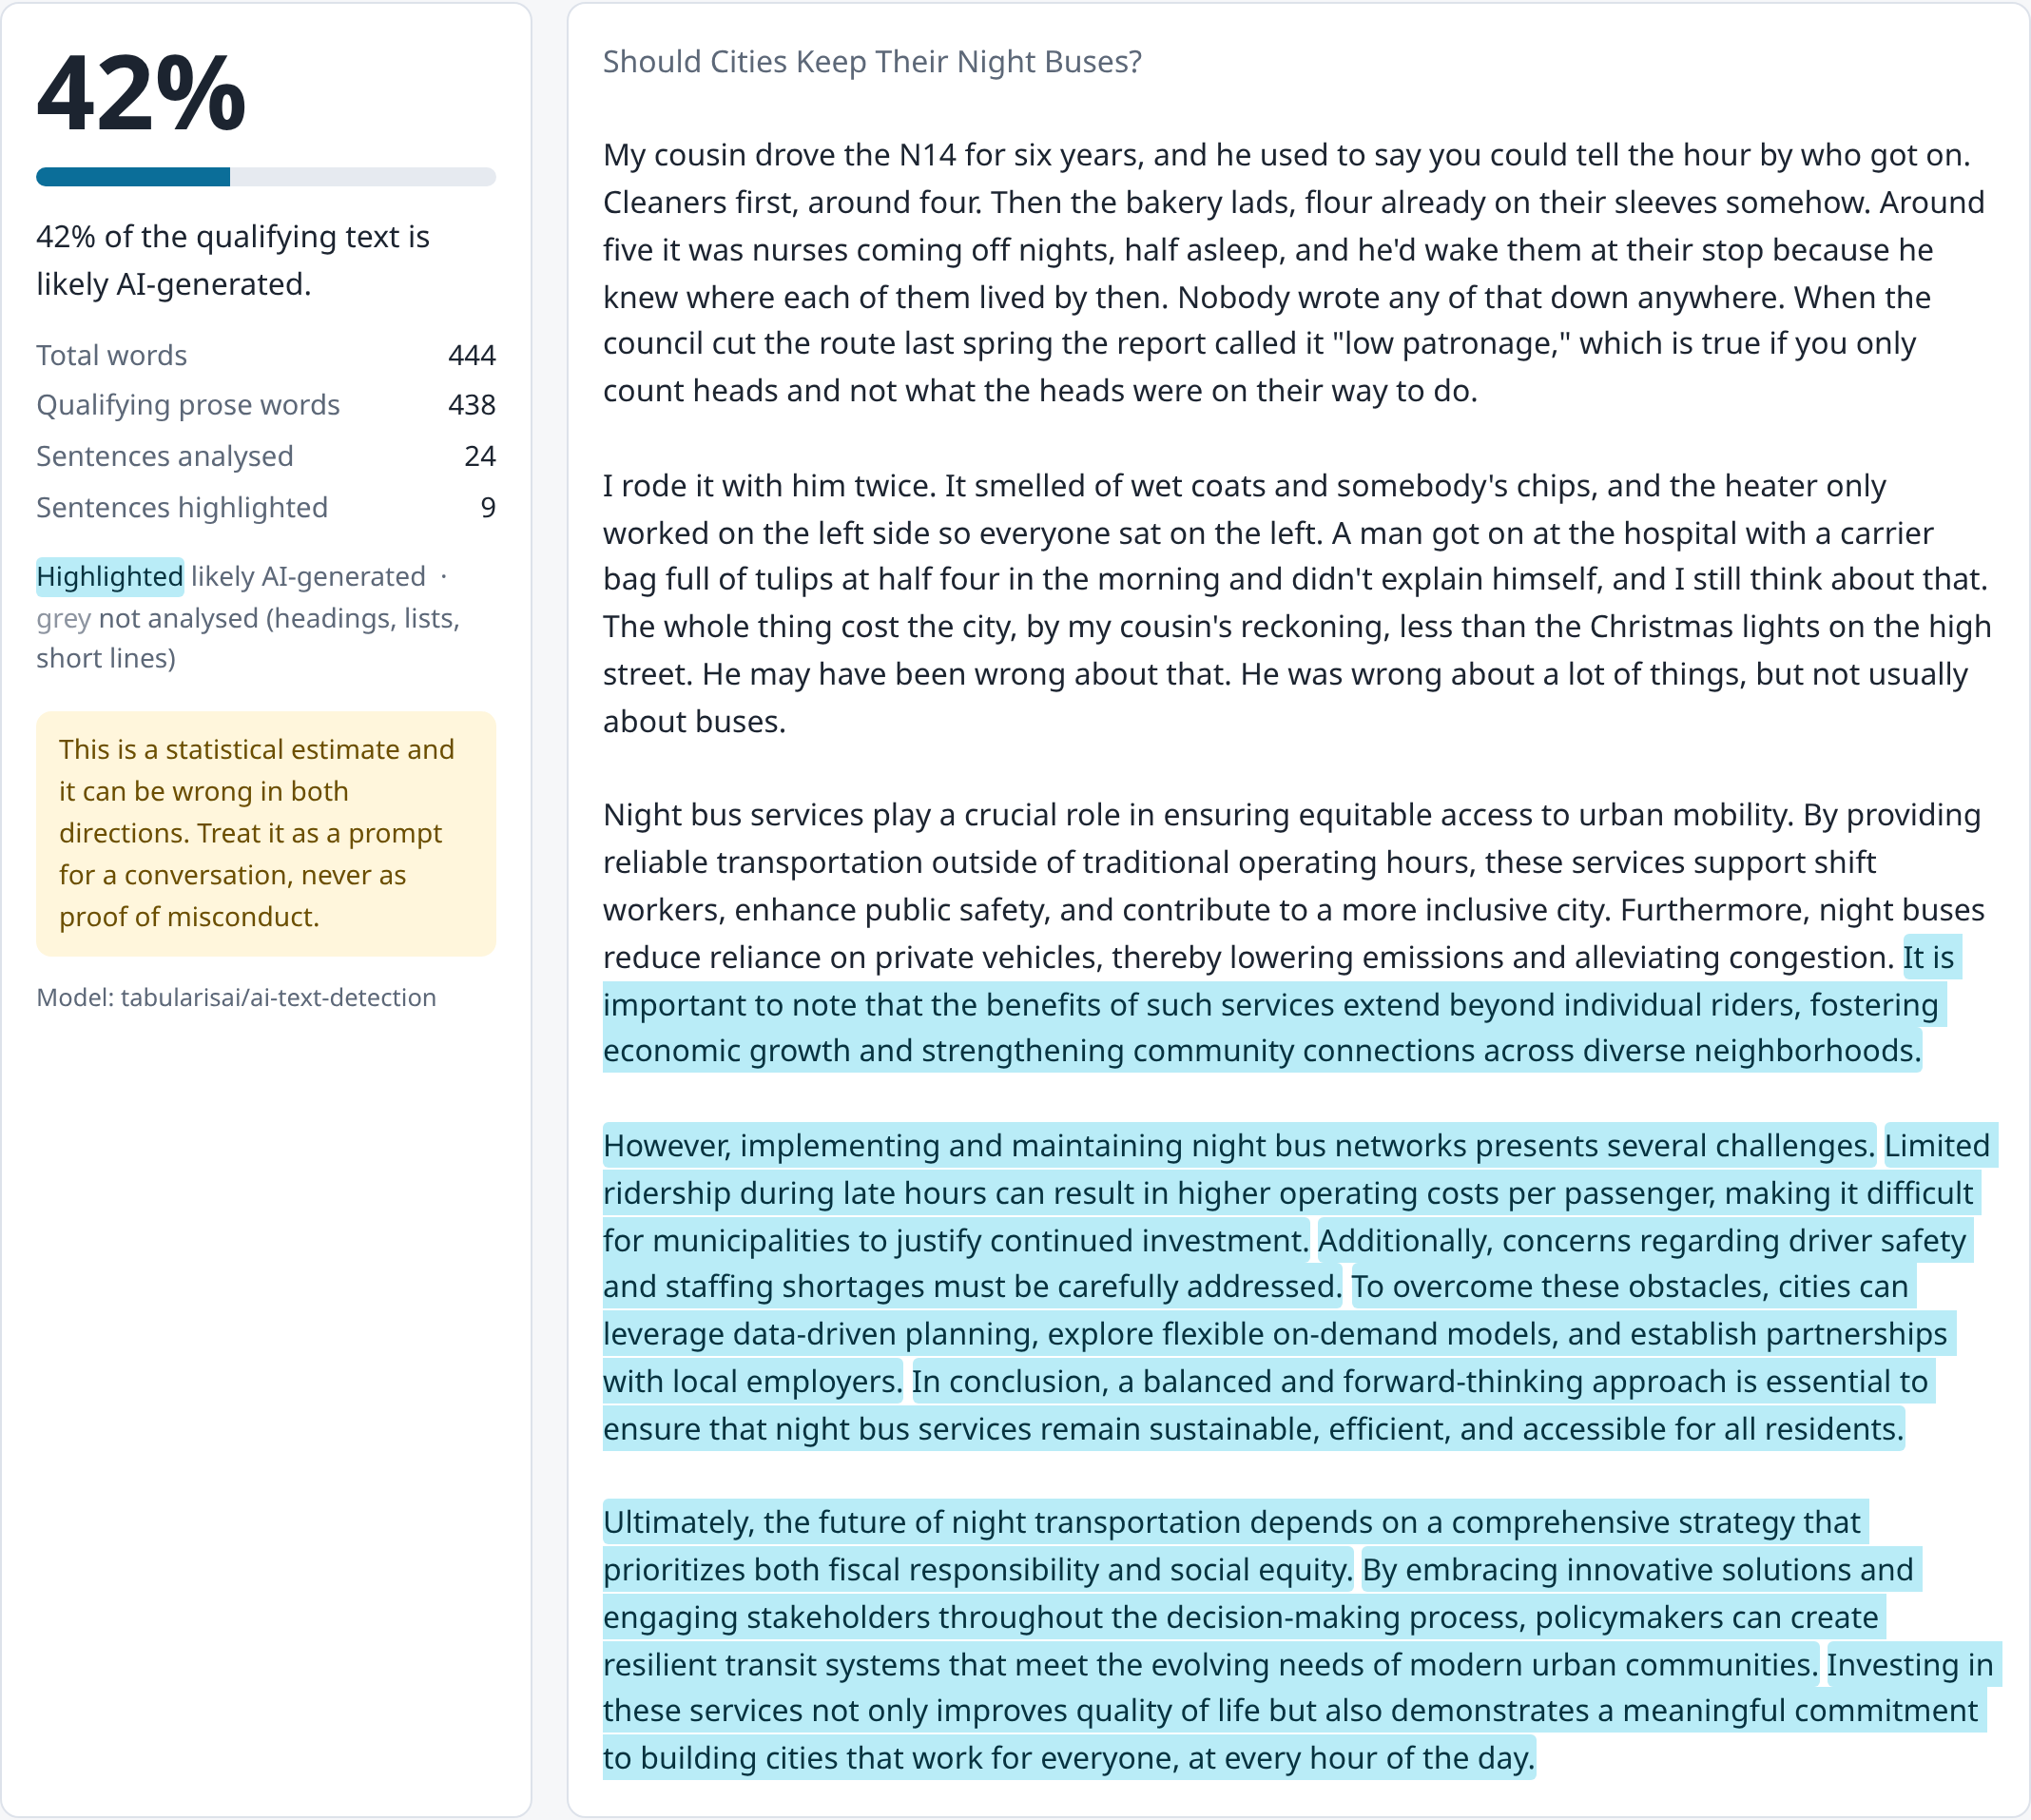 42%
42% of the qualifying text is
likely AI-generated.
Total words 444
Qualifying prose words 438
Sentences analysed 24
Sentences highlighted 9
Highlighted likely AI-generated ·
grey not analysed (headings, lists,
short lines)
This is a statistical estimate and
it can be wrong in both
directions. Treat it as a prompt
for a conversation, never as
proof of misconduct.
Model: tabularisai/ai-text-detection
Should Cities Keep Their Night Buses?
My cousin drove the N14 for six years, and he used to say you could tell the hour by who got on.
Cleaners first, around four. Then the bakery lads, flour already on their sleeves somehow. Around
five it was nurses coming off nights, half asleep, and he'd wake them at their stop because he
knew where each of them lived by then. Nobody wrote any of that down anywhere. When the
council cut the route last spring the report called it "low patronage," which is true if you only
count heads and not what the heads were on their way to do.
I rode it with him twice. It smelled of wet coats and somebody's chips, and the heater only
worked on the left side so everyone sat on the left. A man got on at the hospital with a carrier
bag full of tulips at half four in the morning and didn't explain himself, and I still think about that.
The whole thing cost the city, by my cousin's reckoning, less than the Christmas lights on the high
street. He may have been wrong about that. He was wrong about a lot of things, but not usually
about buses.
Night bus services play a crucial role in ensuring equitable access to urban mobility. By providing
reliable transportation outside of traditional operating hours, these services support shift
workers, enhance public safety, and contribute to a more inclusive city. Furthermore, night buses
reduce reliance on private vehicles, thereby lowering emissions and alleviating congestion. It is
important to note that the benefits of such services extend beyond individual riders, fostering
economic growth and strengthening community connections across diverse neighborhoods.
However, implementing and maintaining night bus networks presents several challenges. Limited
ridership during late hours can result in higher operating costs per passenger, making it difficult
for municipalities to justify continued investment. Additionally, concerns regarding driver safety
and staffing shortages must be carefully addressed. To overcome these obstacles, cities can
leverage data-driven planning, explore flexible on-demand models, and establish partnerships
with local employers. In conclusion, a balanced and forward-thinking approach is essential to
ensure that night bus services remain sustainable, efficient, and accessible for all residents.
Ultimately, the future of night transportation depends on a comprehensive strategy that
prioritizes both fiscal responsibility and social equity. By embracing innovative solutions and
engaging stakeholders throughout the decision-making process, policymakers can create
resilient transit systems that meet the evolving needs of modern urban communities. Investing in
these services not only improves quality of life but also demonstrates a meaningful commitment
to building cities that work for everyone, at every hour of the day.